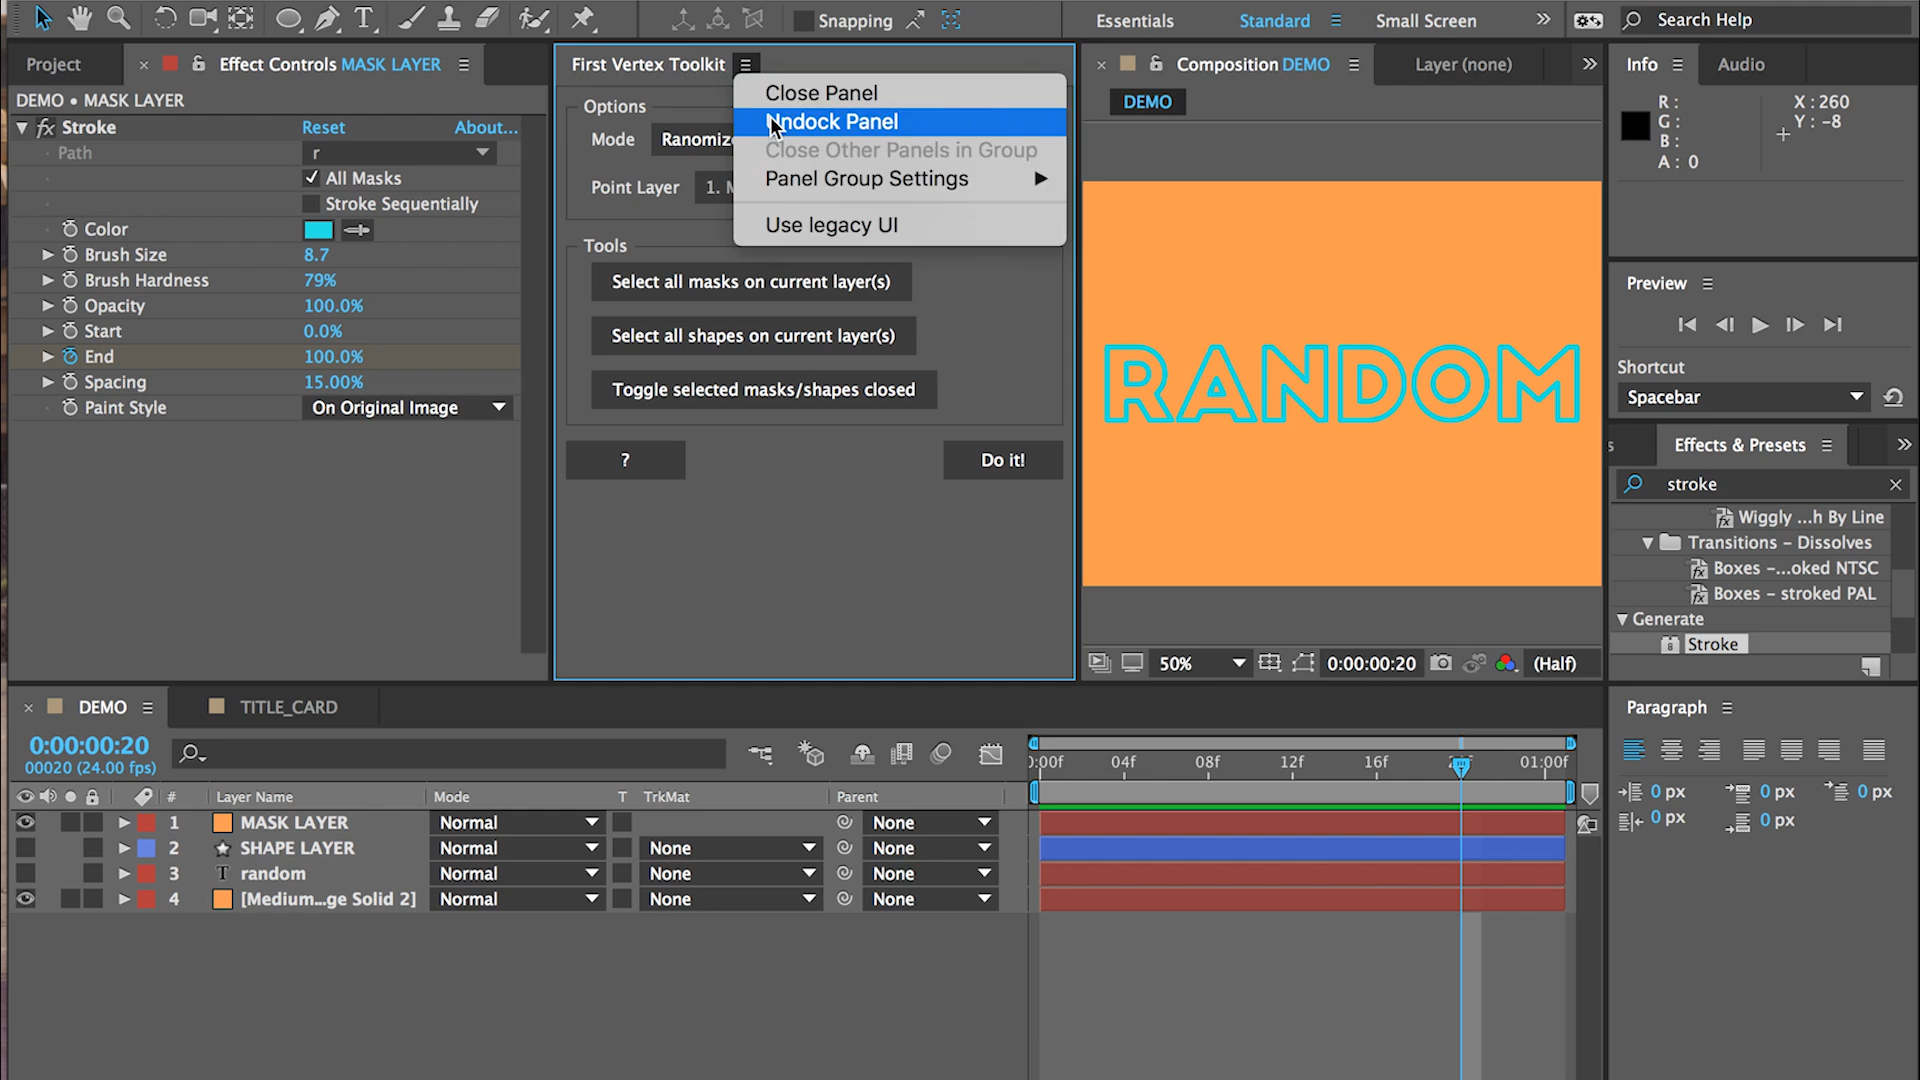 Snapping
Essentials
Standard
Small Screen
Search Help
Project
Effect Controls MASK LAYER
First Vertex Toolkit
Composition DEMO
Layer (none)
Info
Audio
DEMO • MASK LAYER
fx Stroke
Reset
About...
Path
r
All Masks
Stroke Sequentially
Color
Brush Size
8.7
Brush Hardness
79%
Opacity
100.0%
Start
0.0%
End
100.0%
Spacing
15.00%
Paint Style
On Original Image
Options
Mode
Ranomiz
Point Layer
1.
Close Panel
Undock Panel
Close Other Panels in Group
Panel Group Settings
Use legacy UI
Tools
Select all masks on current layer(s)
Select all shapes on current layer(s)
Toggle selected masks/shapes closed
?
Do it!
DEMO
RANDOM
50%
0:00:00:20
(Half)
R :
G :
B :
A : 0
X : 260
Y : -8
Preview
Shortcut
Spacebar
Effects & Presets
stroke
Wiggly ...h By Line
Transitions – Dissolves
Boxes –...oked NTSC
Boxes – stroked PAL
Generate
Stroke
DEMO
TITLE_CARD
0:00:00:20
00020 (24.00 fps)
:00f
04f
08f
12f
16f
01:00f
#
Layer Name
Mode
T
TrkMat
Parent
1
MASK LAYER
Normal
None
2
SHAPE LAYER
Normal
None
None
3
T
random
Normal
None
None
4
[Medium...ge Solid 2]
Normal
None
None
Paragraph
0 px
0 px
0 px
0 px
0 px